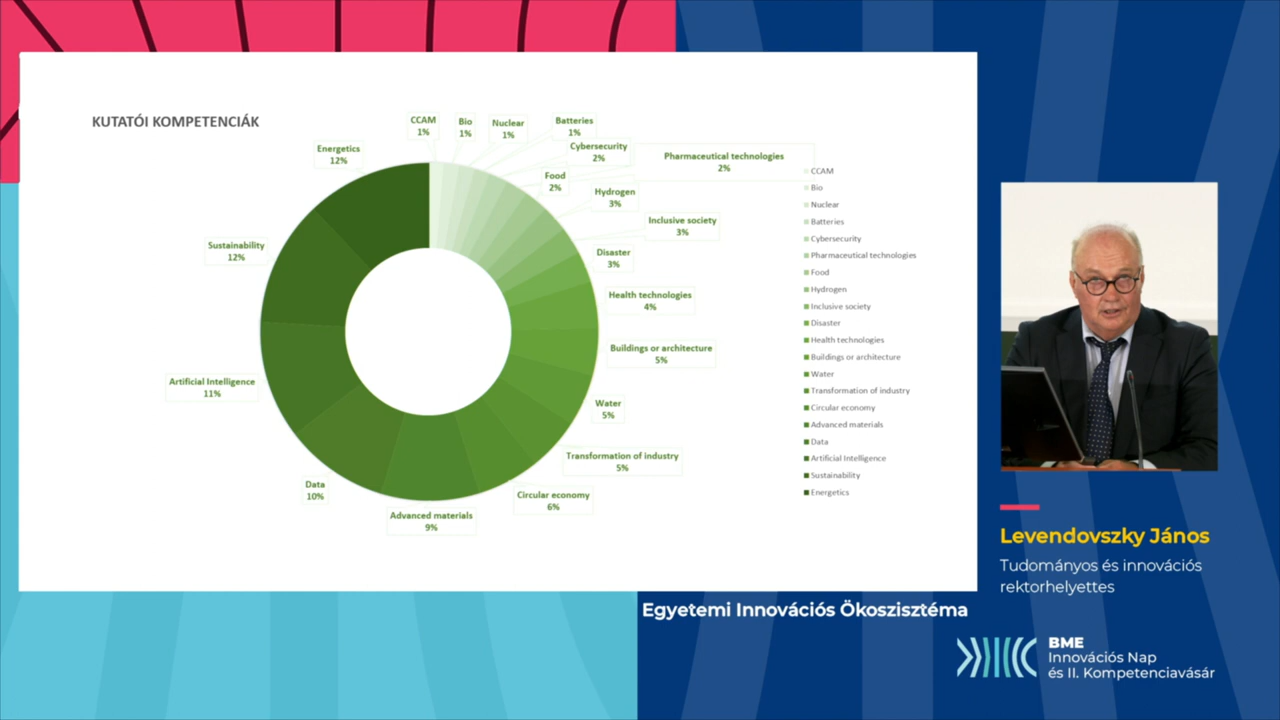 KUTATÓI KOMPETENCIÁK
CCAM
1%
Bio
1%
Nuclear
1%
Batteries
1%
Cybersecurity
2%
Pharmaceutical technologies
2%
Food
2%
Hydrogen
3%
Inclusive society
3%
Disaster
3%
Health technologies
4%
Buildings or architecture
5%
Water
5%
Transformation of industry
5%
Circular economy
6%
Advanced materials
9%
Data
10%
Artificial Intelligence
11%
Sustainability
12%
Energetics
12%
CCAM
Bio
Nuclear
Batteries
Cybersecurity
Pharmaceutical technologies
Food
Hydrogen
Inclusive society
Disaster
Health technologies
Buildings or architecture
Water
Transformation of industry
Circular economy
Advanced materials
Data
Artificial Intelligence
Sustainability
Energetics
Levendovszky János
Tudományos és innovációs
rektorhelyettes
Egyetemi Innovációs Ökoszisztéma
BME
Innovációs Nap
és II. Kompetenciavásár